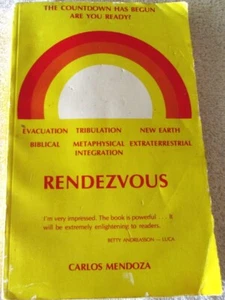 THE COUNTDOWN HAS BEGUN
ARE YOU READY?
EVACUATION TRIBULATION NEW EARTH
BIBLICAL METAPHYSICAL EXTRATERRESTRIAL
INTEGRATION
RENDEZVOUS
I'm very impressed. The book is powerful &
will be extremely enlightening to readers.
BETTY ANDREASSON — LUCA
CARLOS MENDOZA